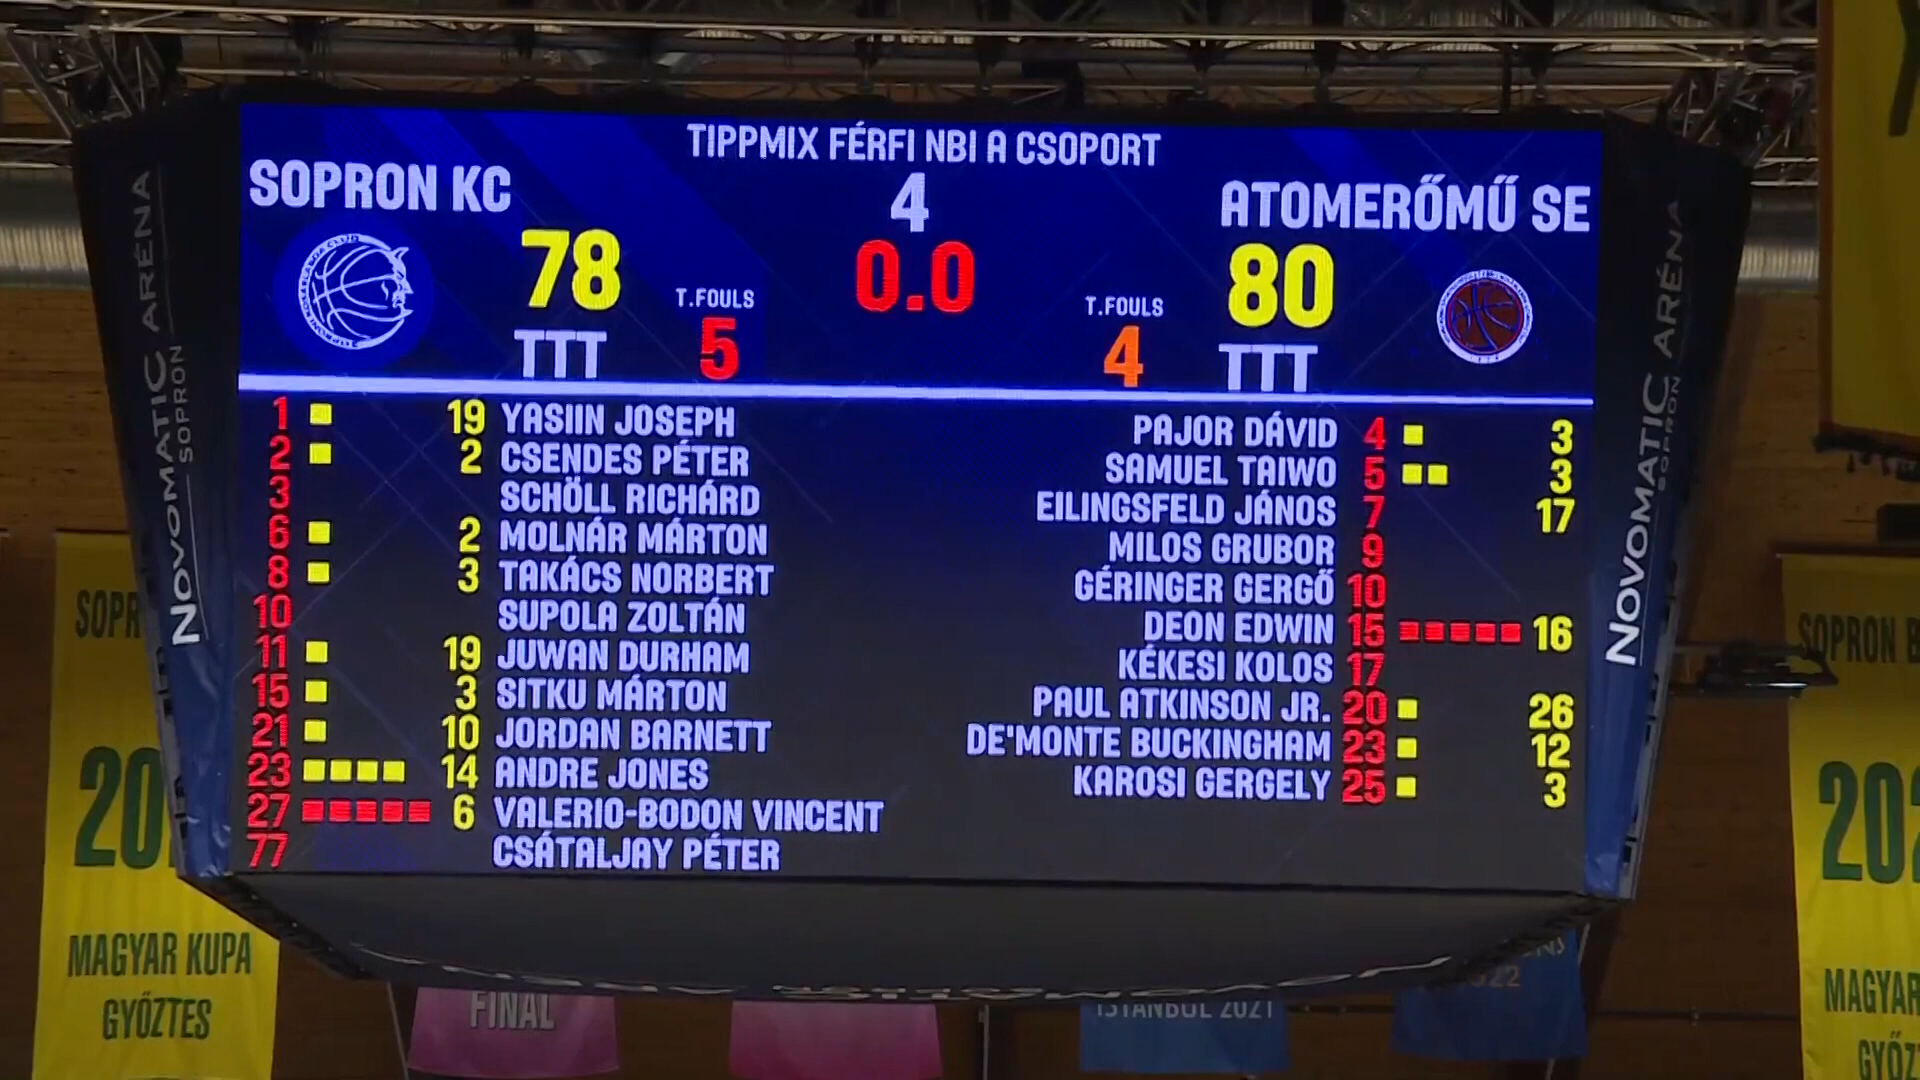 TIPPMIX FÉRFI NBI A CSOPORT
SOPRON KC
4
ATOMERŐMŰ SE
78
0.0
80
T.FOULS
T.FOULS
TTT
5
4
TTT
1 19 YASIIN JOSEPH
2 2 CSENDES PÉTER
3 SCHÖLL RICHÁRD
6 2 MOLNÁR MÁRTON
8 3 TAKÁCS NORBERT
10 SUPOLA ZOLTÁN
11 19 JUWAN DURHAM
15 3 SITKU MÁRTON
21 10 JORDAN BARNETT
23 14 ANDRE JONES
27 6 VALERIO-BODON VINCENT
77 CSÁTALJAY PÉTER
PAJOR DÁVID 4 3
SAMUEL TAIWO 5 3
EILINGSFELD JÁNOS 7 17
MILOS GRUBOR 9
GÉRINGER GERGŐ 10
DEON EDWIN 15 16
KÉKESI KOLOS 17
PAUL ATKINSON JR. 20 26
DE'MONTE BUCKINGHAM 23 12
KAROSI GERGELY 25 3
NOVOMATIC ARÉNA
SOPRON
NOVOMATIC ARÉNA
SOPRON
MAGYAR KUPA
GYŐZTES
FINAL
ISTANBUL 2021
SOPRON